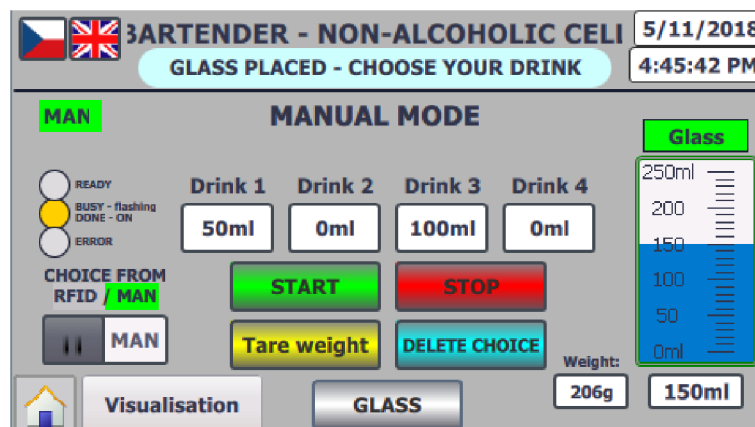 BARTENDER - NON-ALCOHOLIC CELL
5/11/2018
GLASS PLACED - CHOOSE YOUR DRINK
4:45:42 PM
MAN
MANUAL MODE
Glass
250ml
200
150
100
50
0ml
READY
BUSY - flashing
DONE - ON
ERROR
Drink 1 Drink 2 Drink 3 Drink 4
50ml 0ml 100ml 0ml
CHOICE FROM
RFID / MAN
START STOP
MAN
Tare weight DELETE CHOICE
Weight:
206g 150ml
Visualisation GLASS